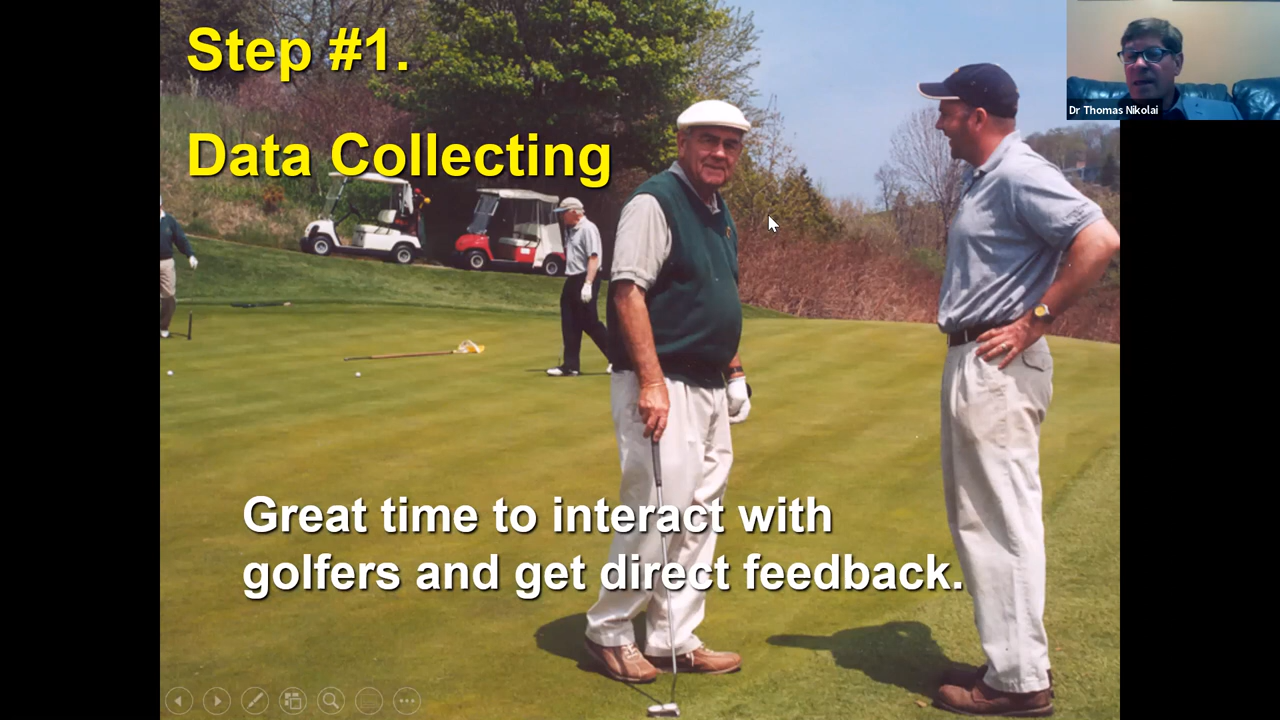 Step #1.
Data Collecting
Dr Thomas Nikolai
Great time to interact with
golfers and get direct feedback.